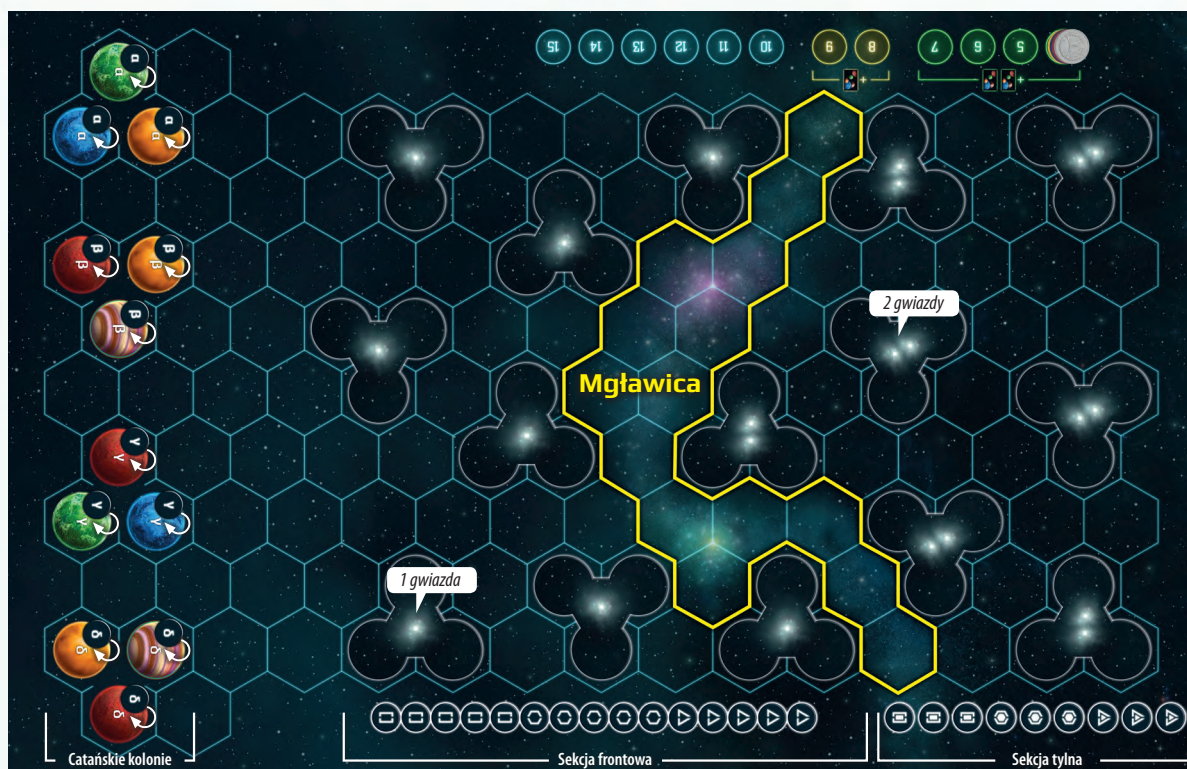 15 14 13 12 11 10 9 8 7 6 5
+ +
α
α
α α
α α
β β
β β
β
β
γ
γ
γ γ
γ γ
δ δ
δ δ
δ
δ
2 gwiazdy
Mgławica
1 gwiazda
Catańskie kolonie
Sekcja frontowa
Sekcja tylna